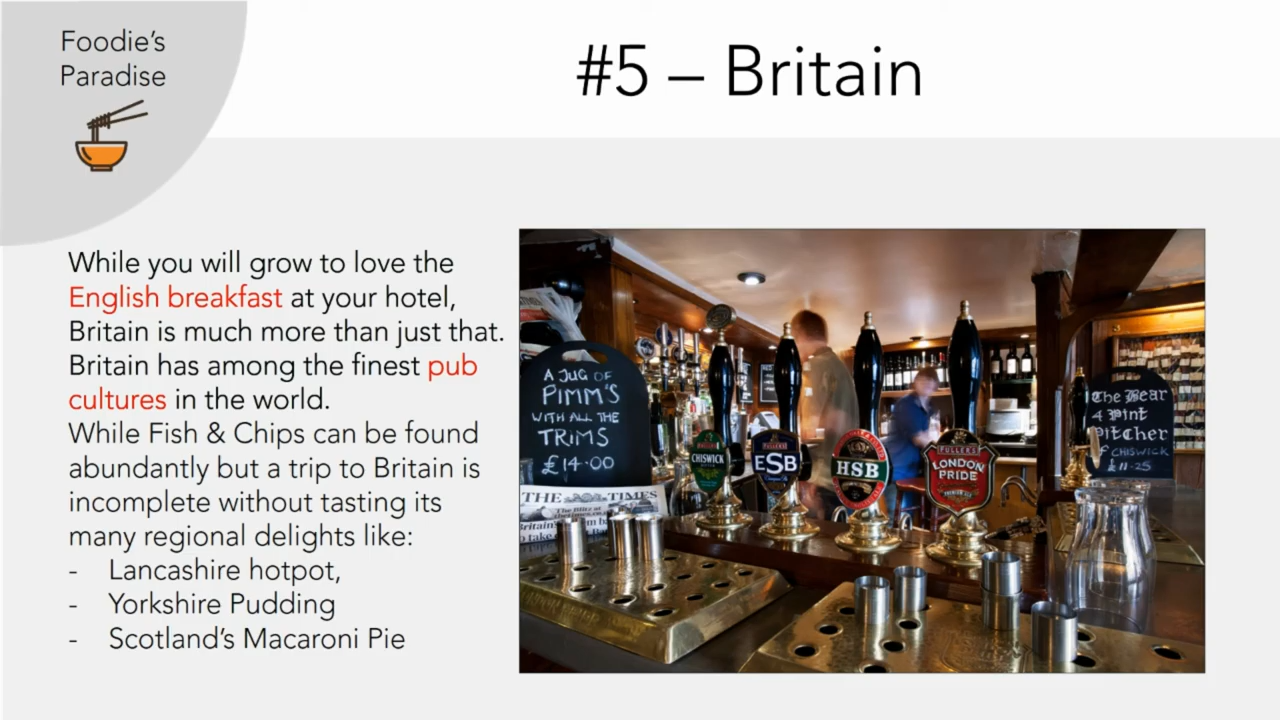 Foodie's
Paradise
#5 – Britain
While you will grow to love the
English breakfast at your hotel,
Britain is much more than just that.
Britain has among the finest pub
cultures in the world.
While Fish & Chips can be found
abundantly but a trip to Britain is
incomplete without tasting its
many regional delights like:
- Lancashire hotpot,
- Yorkshire Pudding
- Scotland's Macaroni Pie
A JUG OF
PIMM'S
WITH ALL THE
TRIMS
£14.00
THE TIMES
CHISWICK
FULLER'S
ESB
HSB
FULLER'S
LONDON
PRIDE
The Bear
4 Pint
Pitcher
CHISWICK
£11.25